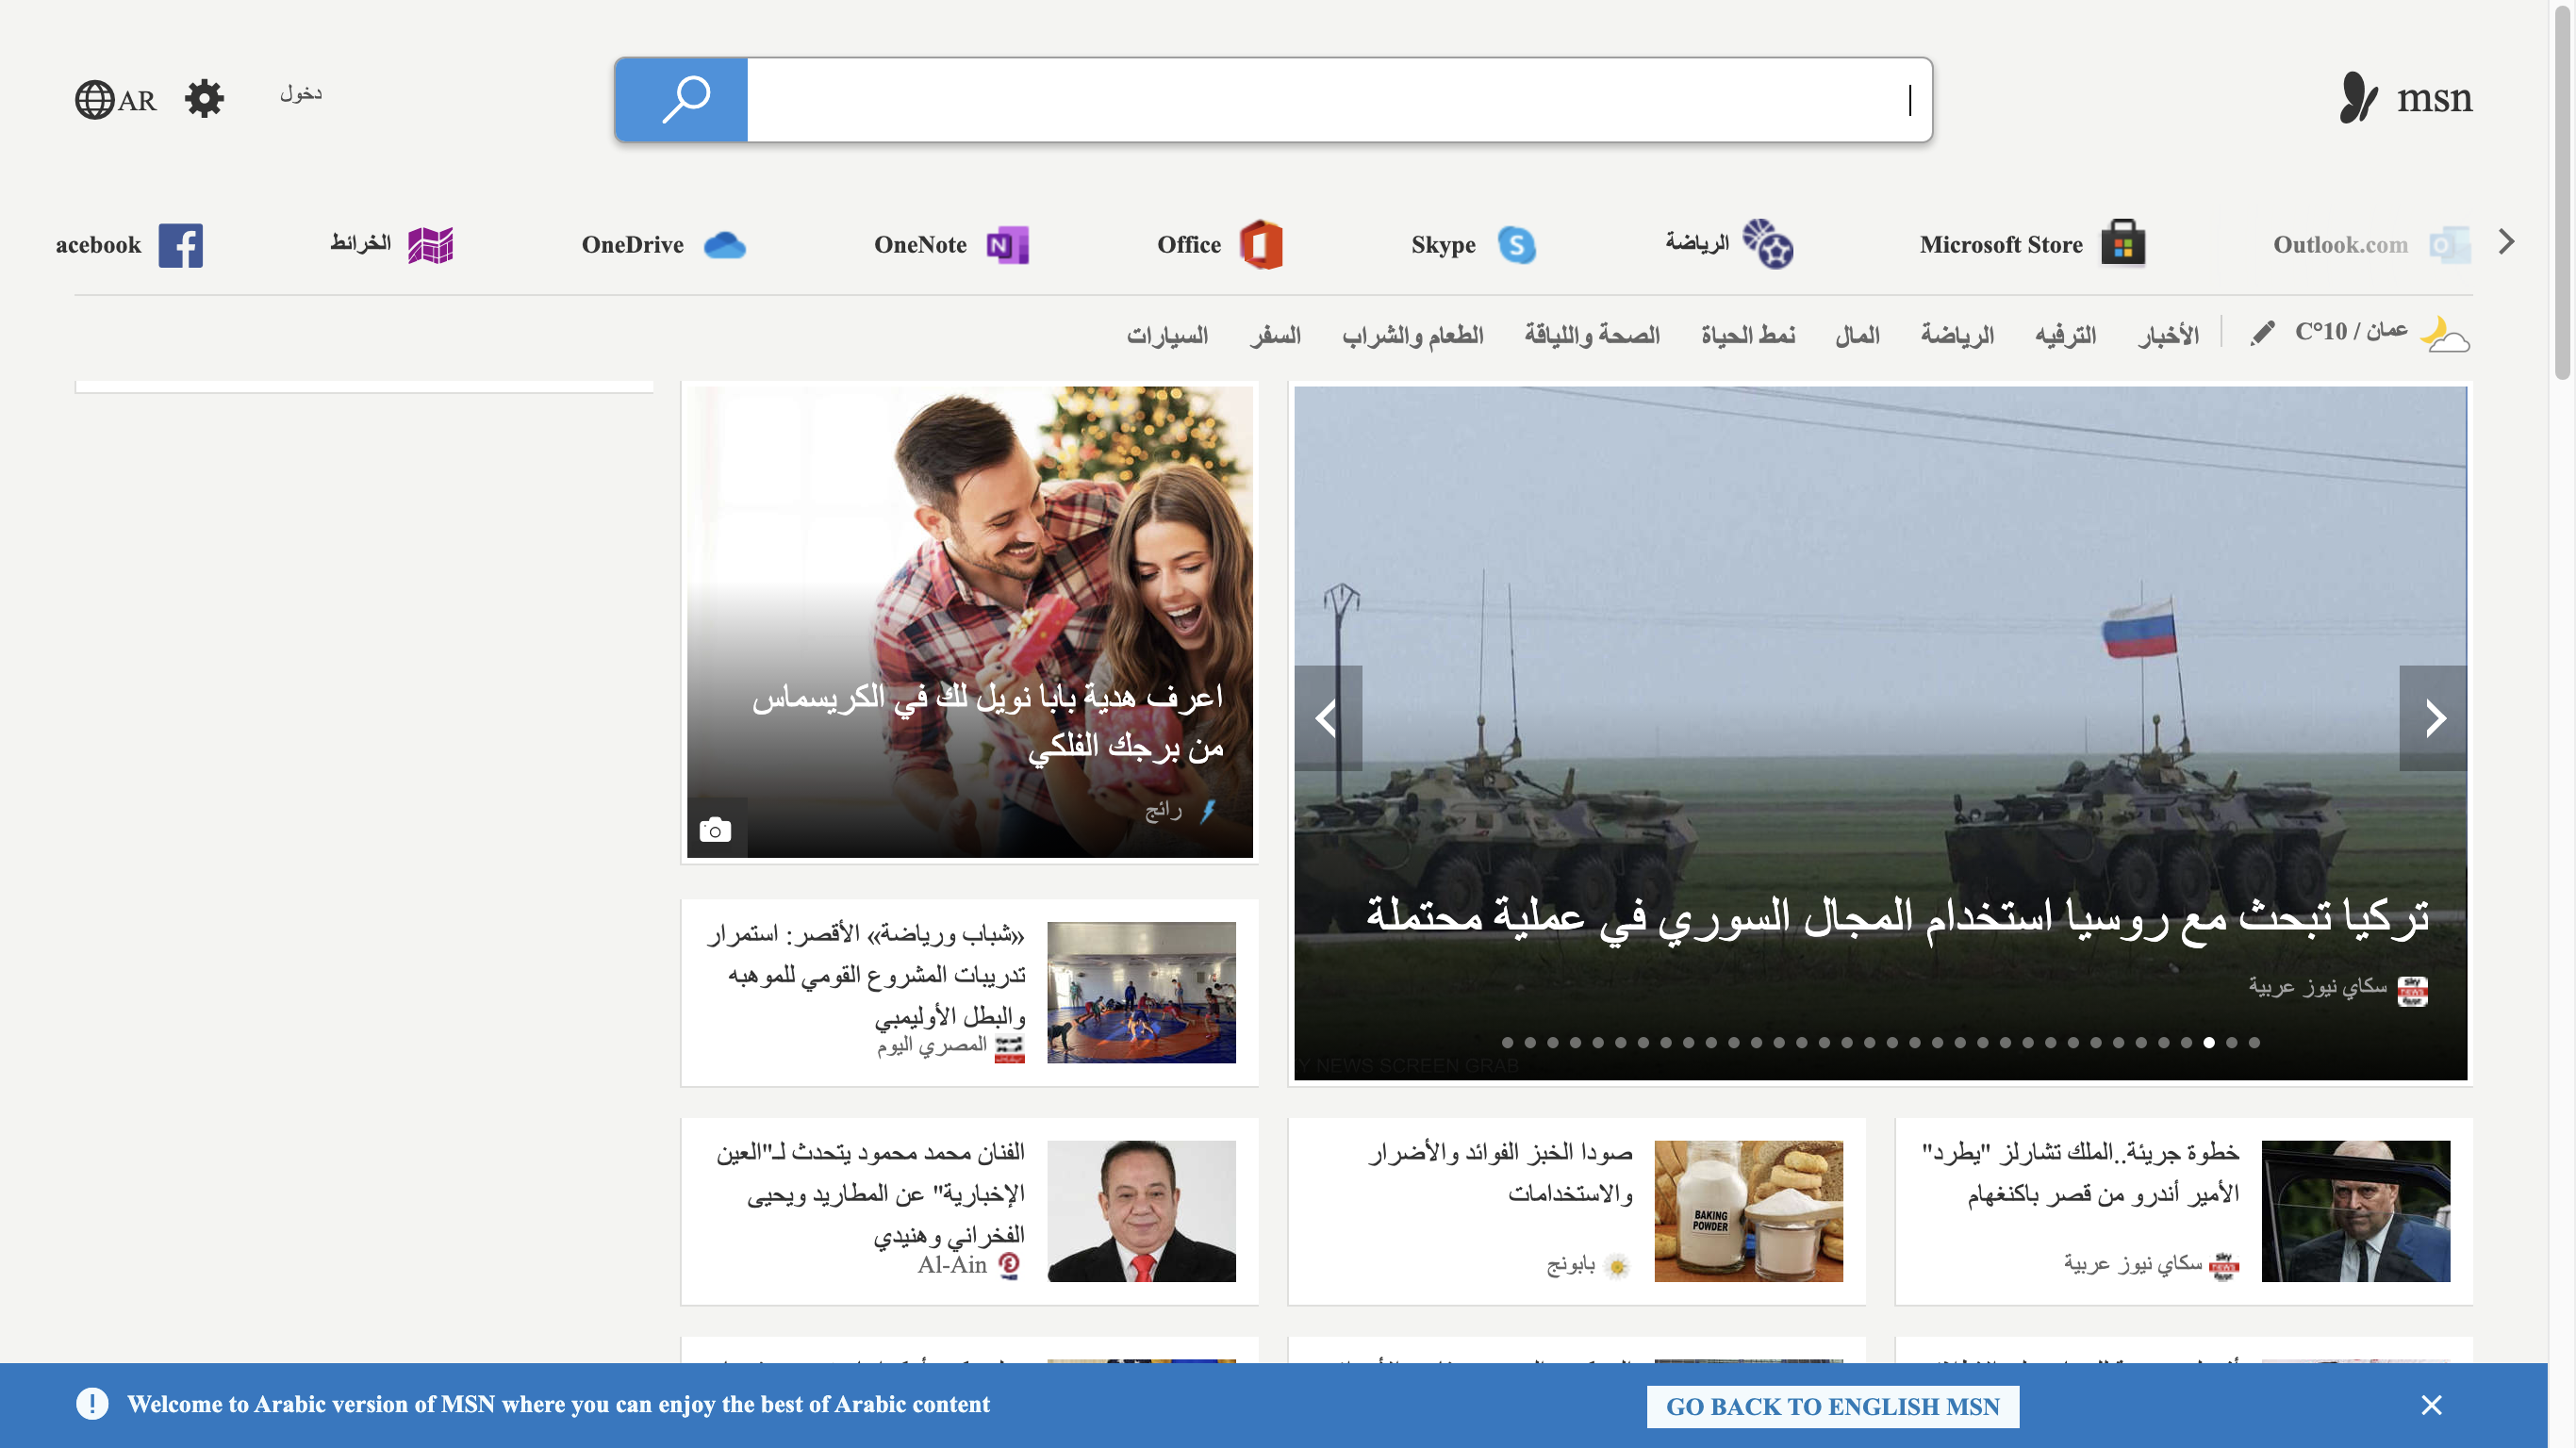 msn
دخول
AR
Outlook.com
Microsoft Store
الرياضة
Skype
Office
OneNote
OneDrive
الخرائط
acebook
عمان / 10°C
الأخبار
الترفيه
الرياضة
المال
نمط الحياة
الصحة واللياقة
الطعام والشراب
السفر
السيارات
تركيا تبحث مع روسيا استخدام المجال السوري في عملية محتملة
سكاي نيوز عربية
Y NEWS SCREEN GRAB
اعرف هدية بابا نويل لك في الكريسماس
من برجك الفلكي
رائج
«شباب ورياضة» الأقصر: استمرار
تدريبات المشروع القومي للموهبه
والبطل الأوليمبي
المصري اليوم
خطوة جريئة..الملك تشارلز "يطرد"
الأمير أندرو من قصر باكنغهام
سكاي نيوز عربية
صودا الخبز الفوائد والأضرار
والاستخدامات
بابونج
BAKING
POWDER
الفنان محمد محمود يتحدث لـ"العين
الإخبارية" عن المطاريد ويحيى
الفخراني وهنيدي
Al-Ain
Welcome to Arabic version of MSN where you can enjoy the best of Arabic content
GO BACK TO ENGLISH MSN